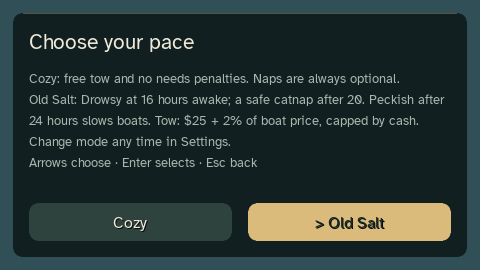 Choose your pace
Cozy: free tow and no needs penalties. Naps are always optional.
Old Salt: Drowsy at 16 hours awake; a safe catnap after 20. Peckish after
24 hours slows boats. Tow: $25 + 2% of boat price, capped by cash.
Change mode any time in Settings.
Arrows choose · Enter selects · Esc back
Cozy
> Old Salt